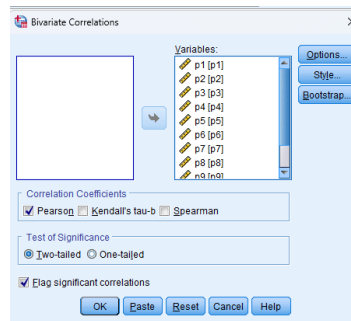 Bivariate Correlations
Variables:
p1 [p1]
p2 [p2]
p3 [p3]
p4 [p4]
p5 [p5]
p6 [p6]
p7 [p7]
p8 [p8]
p9 [p9]
Options...
Style...
Bootstrap...
Correlation Coefficients
Pearson Kendall's tau-b Spearman
Test of Significance
Two-tailed One-tailed
Flag significant correlations
OK Paste Reset Cancel Help